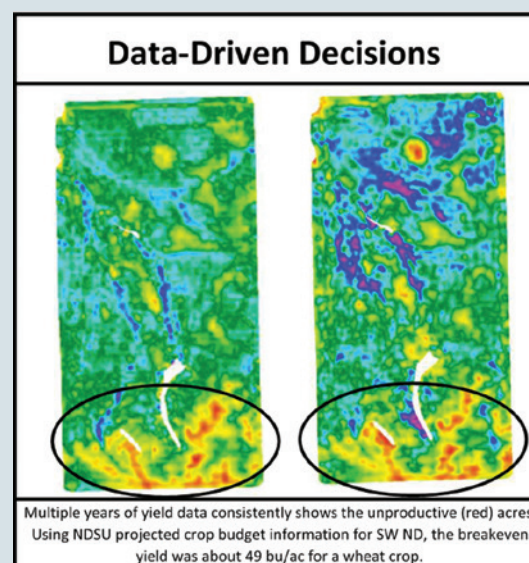 Data-Driven Decisions
Multiple years of yield data consistently shows the unproductive (red) acres.
Using NDSU projected crop budget information for SW ND, the breakeven
yield was about 49 bu/ac for a wheat crop.